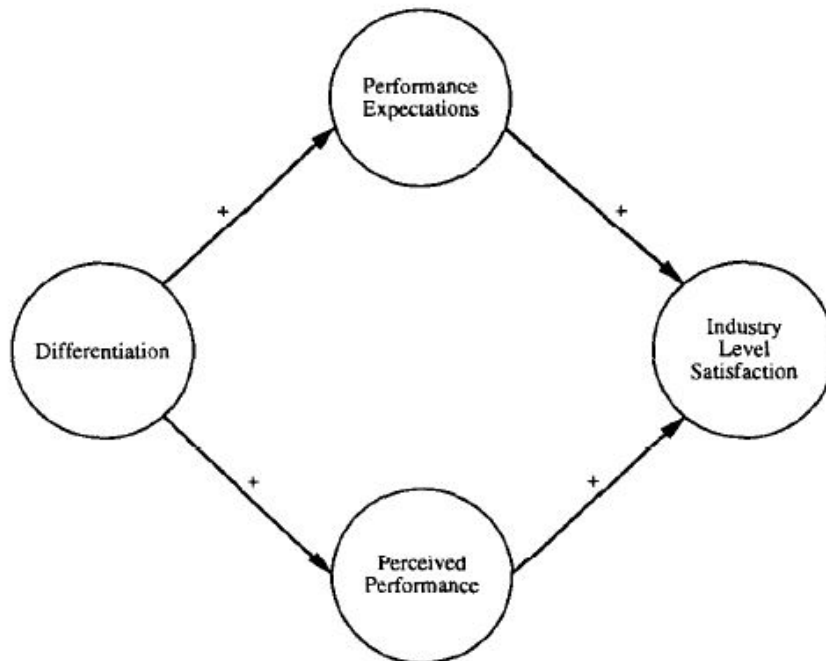 Performance
Expectations
+
+
Differentiation
Industry
Level
Satisfaction
+
+
Perceived
Performance